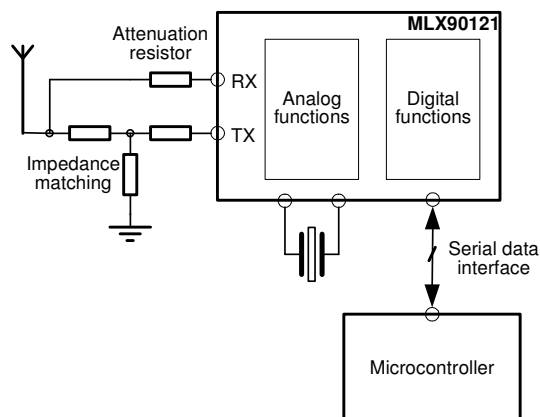 MLX90121
Attenuation
resistor
RX
TX
Analog
functions
Digital
functions
Impedance
matching
Serial data
interface
Microcontroller